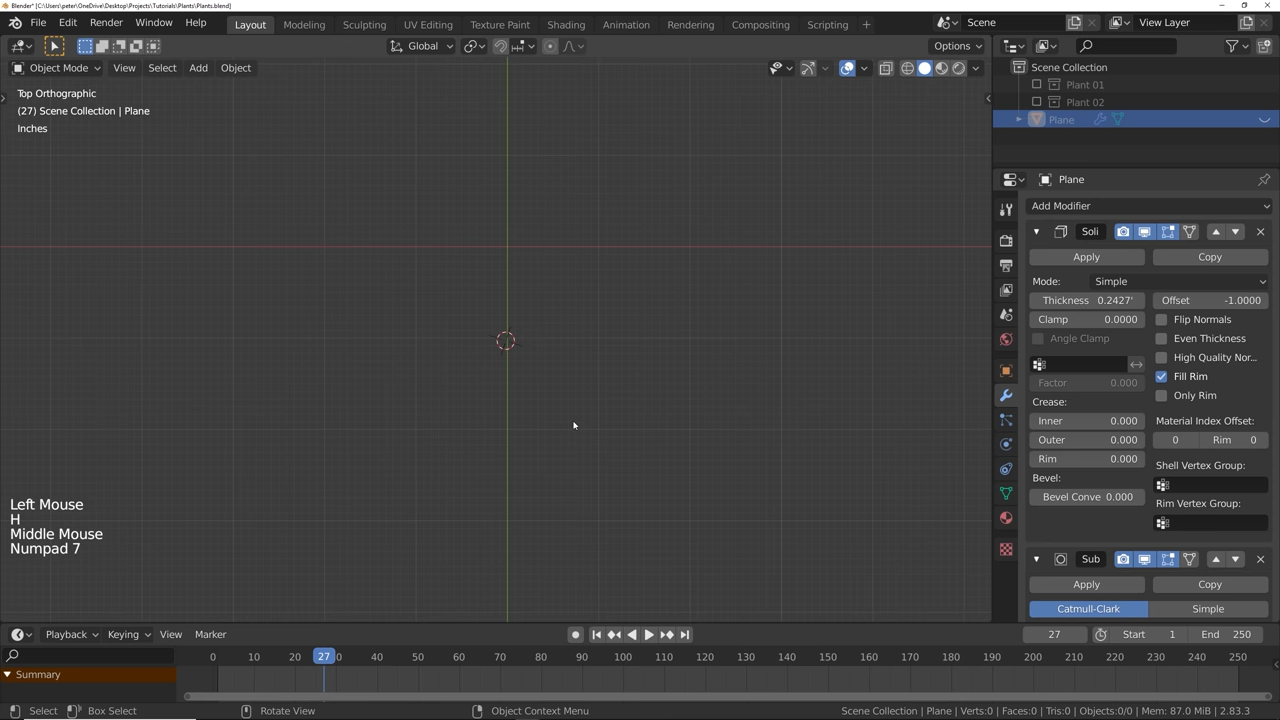 Blender* [C:\Users\peter\OneDrive\Desktop\Projects\Tutorials\Plants\Plants.blend]
File Edit Render Window Help Layout Modeling Sculpting UV Editing Texture Paint Shading Animation Rendering Compositing Scripting + Scene View Layer
Global Options
Object Mode View Select Add Object
Top Orthographic
(27) Scene Collection | Plane
Inches
Scene Collection
Plant 01
Plant 02
Plane
Plane
Add Modifier
Soli
Apply Copy
Mode: Simple
Thickness 0.2427' Offset -1.0000
Clamp 0.0000 Flip Normals
Angle Clamp Even Thickness
High Quality Nor...
Factor 0.000 Fill Rim
Crease: Only Rim
Inner 0.000 Material Index Offset:
Outer 0.000 0 Rim 0
Rim 0.000 Shell Vertex Group:
Bevel:
Bevel Conve 0.000 Rim Vertex Group:
Sub
Apply Copy
Catmull-Clark Simple
Left Mouse
H
Middle Mouse
Numpad 7
Playback Keying View Marker 27 Start 1 End 250
0 10 20 27 30 40 50 60 70 80 90 100 110 120 130 140 150 160 170 180 190 200 210 220 230 240 250
Summary
Select Box Select Rotate View Object Context Menu Scene Collection | Plane | Verts:0 | Faces:0 | Tris:0 | Objects:0/0 | Mem: 87.0 MiB | 2.83.3